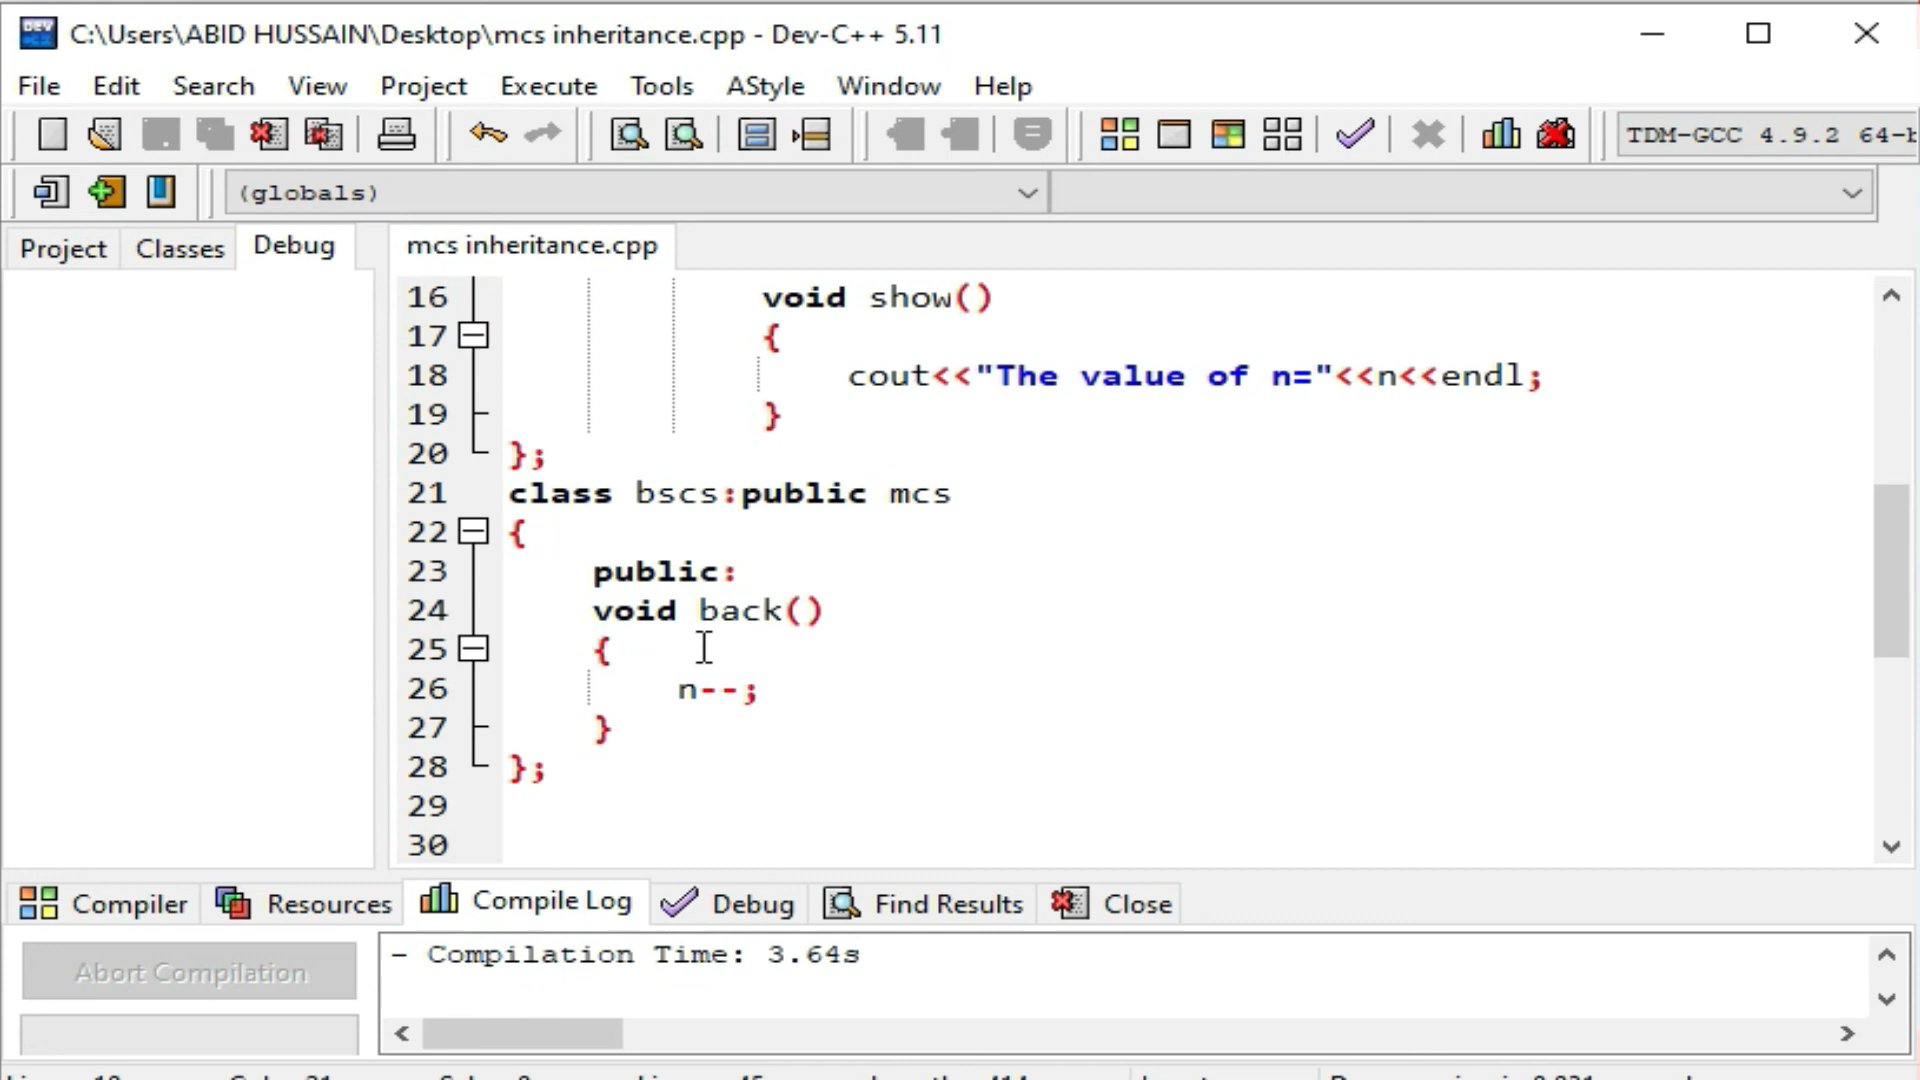 C:\Users\ABID HUSSAIN\Desktop\mcs inheritance.cpp - Dev-C++ 5.11
File Edit Search View Project Execute Tools AStyle Window Help
TDM-GCC 4.9.2 64-b
(globals)
Project Classes Debug mcs inheritance.cpp
16 void show()
17 {
18 cout<<"The value of n="<<n<<endl;
19 }
20 };
21 class bscs:public mcs
22 {
23 public:
24 void back()
25 {
26 n--;
27 }
28 };
29
30
Compiler Resources Compile Log Debug Find Results Close
Abort Compilation
- Compilation Time: 3.64s